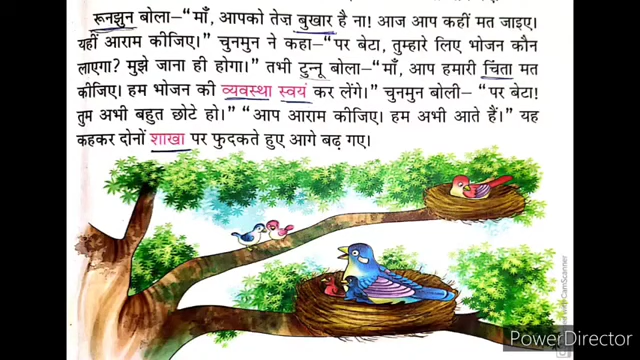 रूनझुन बोला– “माँ, आपको तेज़ बुखार है ना! आज आप कहीं मत जाइए।
यहीं आराम कीजिए।” चुनमुन ने कहा– “पर बेटा, तुम्हारे लिए भोजन कौन
लाएगा? मुझे जाना ही होगा।” तभी टुन्नू बोला– “माँ, आप हमारी चिंता मत
कीजिए। हम भोजन की व्यवस्था स्वयं कर लेंगे।” चुनमुन बोली– “पर बेटा!
तुम अभी बहुत छोटे हो।” “आप आराम कीजिए। हम अभी आते हैं।” यह
कहकर दोनों शाखा पर फुदकते हुए आगे बढ़ गए।
CamScanner
PowerDirector